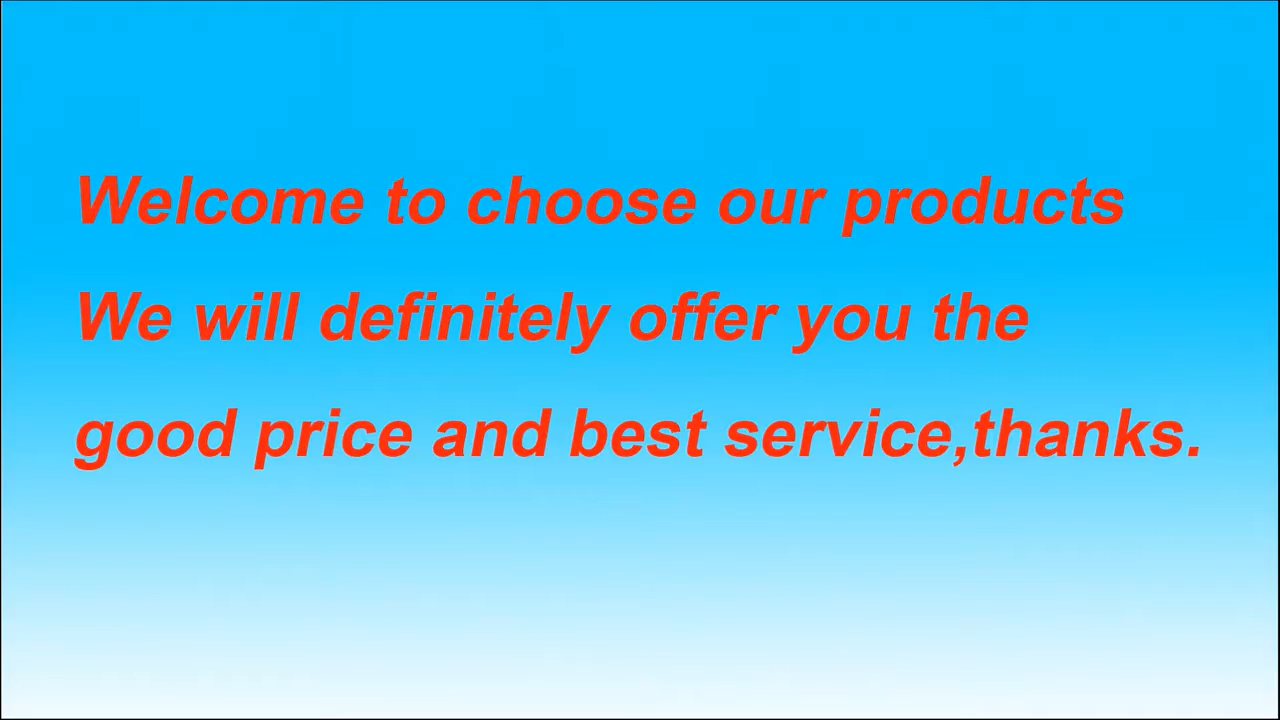 Welcome to choose our products
We will definitely offer you the
good price and best service,thanks.